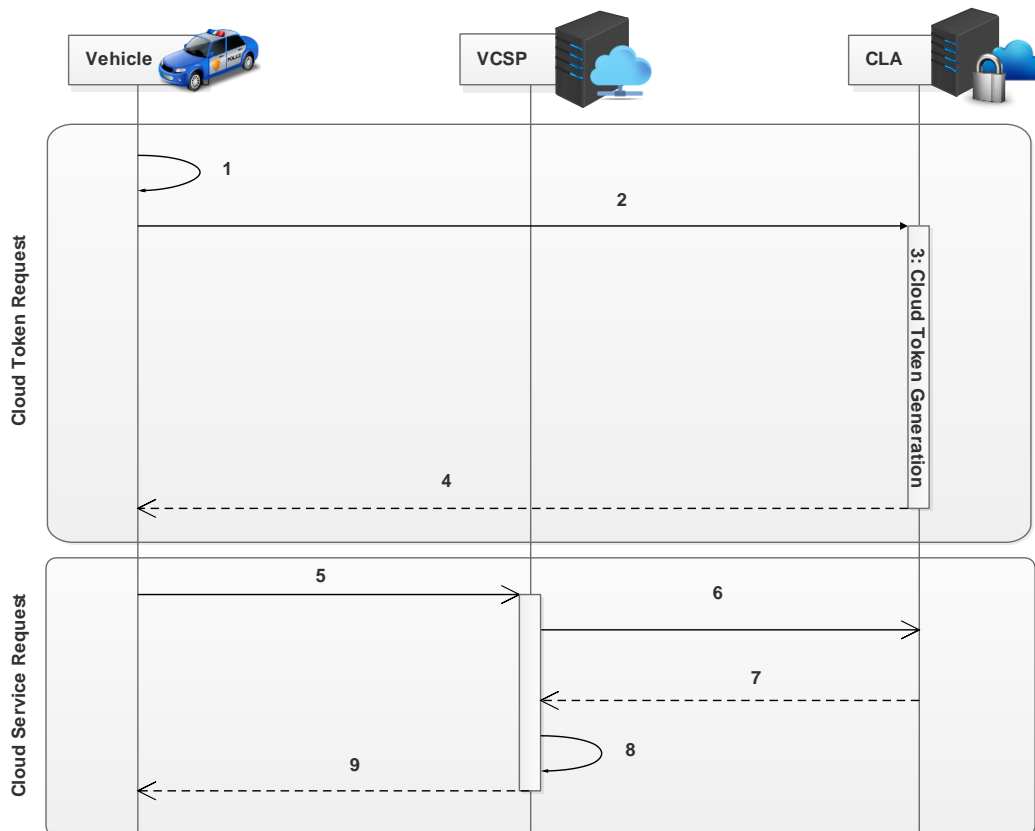 Vehicle
POLICE
VCSP
CLA
Cloud Token Request
1
2
3: Cloud Token Generation
4
Cloud Service Request
5
6
7
8
9